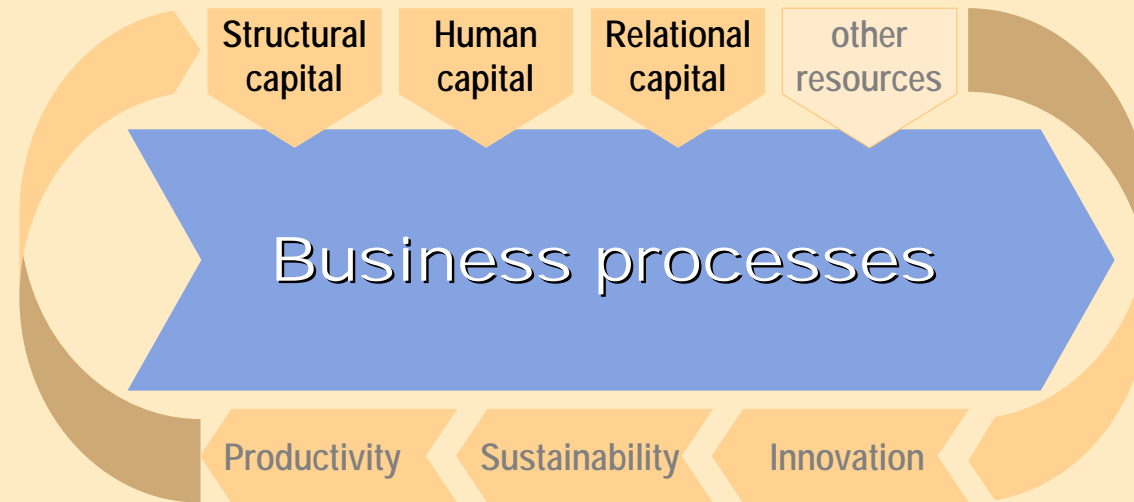 Structural
capital
Human
capital
Relational
capital
other
resources
Business processes
Productivity
Sustainability
Innovation